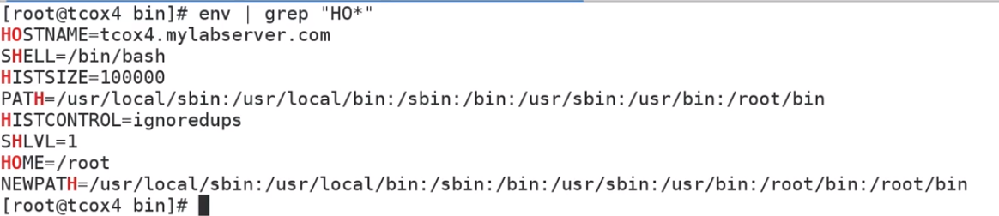 [root@tcox4 bin]# env | grep "HO*"
HOSTNAME=tcox4.mylabserver.com
SHELL=/bin/bash
HISTSIZE=100000
PATH=/usr/local/sbin:/usr/local/bin:/sbin:/bin:/usr/sbin:/usr/bin:/root/bin
HISTCONTROL=ignoredups
SHLVL=1
HOME=/root
NEWPATH=/usr/local/sbin:/usr/local/bin:/sbin:/bin:/usr/sbin:/usr/bin:/root/bin:/root/bin
[root@tcox4 bin]#